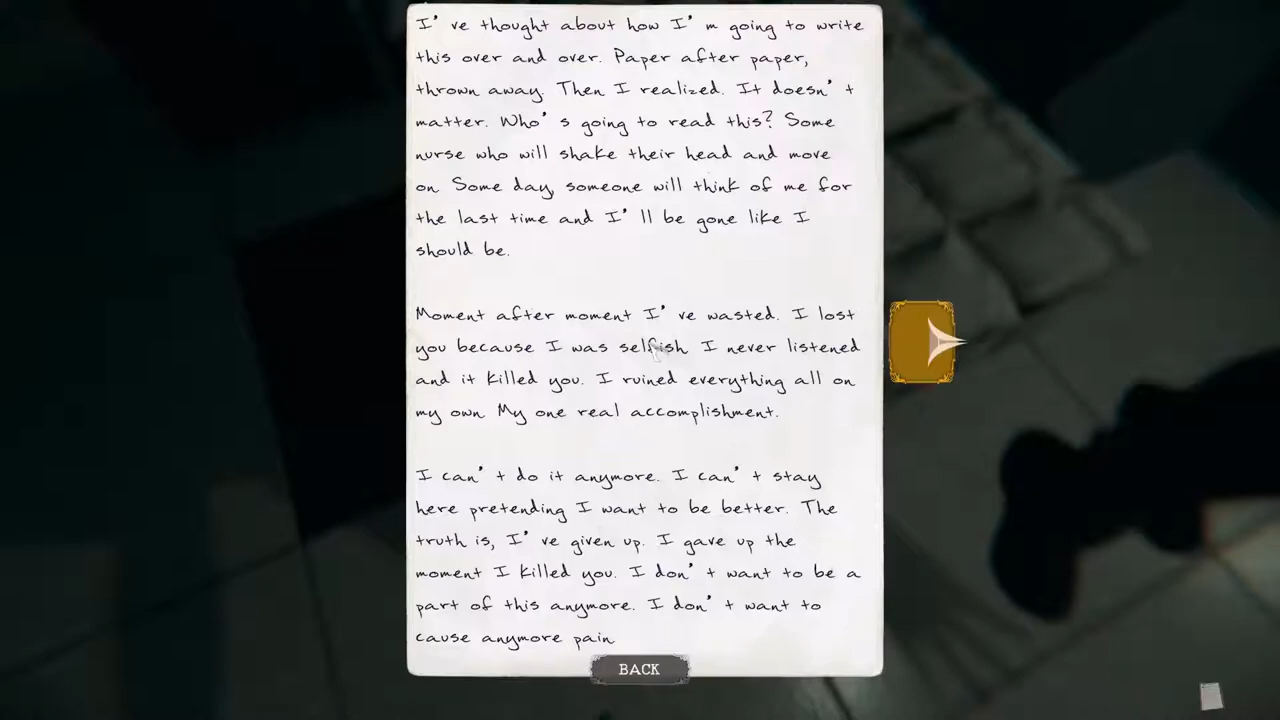 I've thought about how I'm going to write
this over and over. Paper after paper,
thrown away. Then I realized. It doesn't
matter. Who's going to read this? Some
nurse who will shake their head and move
on Some day, someone will think of me for
the last time and I'll be gone like I
should be.
Moment after moment I've wasted. I lost
you because I was selfish I never listened
and it killed you. I ruined everything all on
my own My one real accomplishment.
I can't do it anymore. I can't stay
here pretending I want to be better. The
truth is, I've given up. I gave up the
moment I killed you. I don't want to be a
part of this anymore. I don't want to
cause anymore pain
BACK